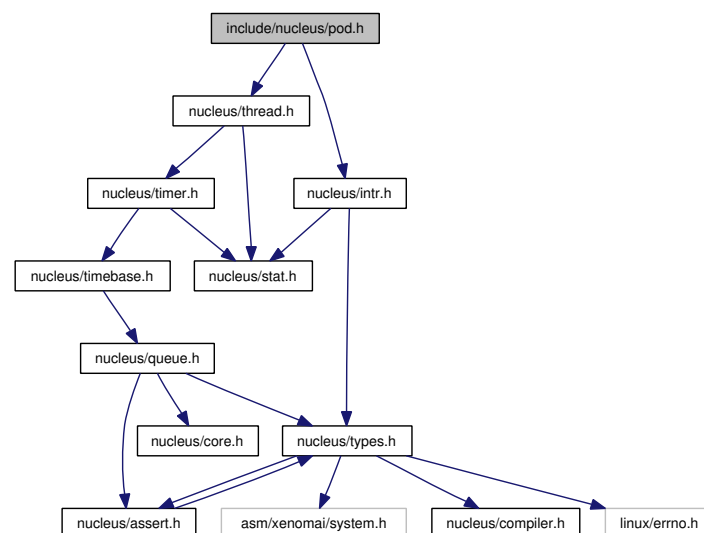 include/nucleus/pod.h
nucleus/thread.h
nucleus/timer.h
nucleus/intr.h
nucleus/timebase.h
nucleus/stat.h
nucleus/queue.h
nucleus/core.h
nucleus/types.h
nucleus/assert.h
asm/xenomai/system.h
nucleus/compiler.h
linux/errno.h